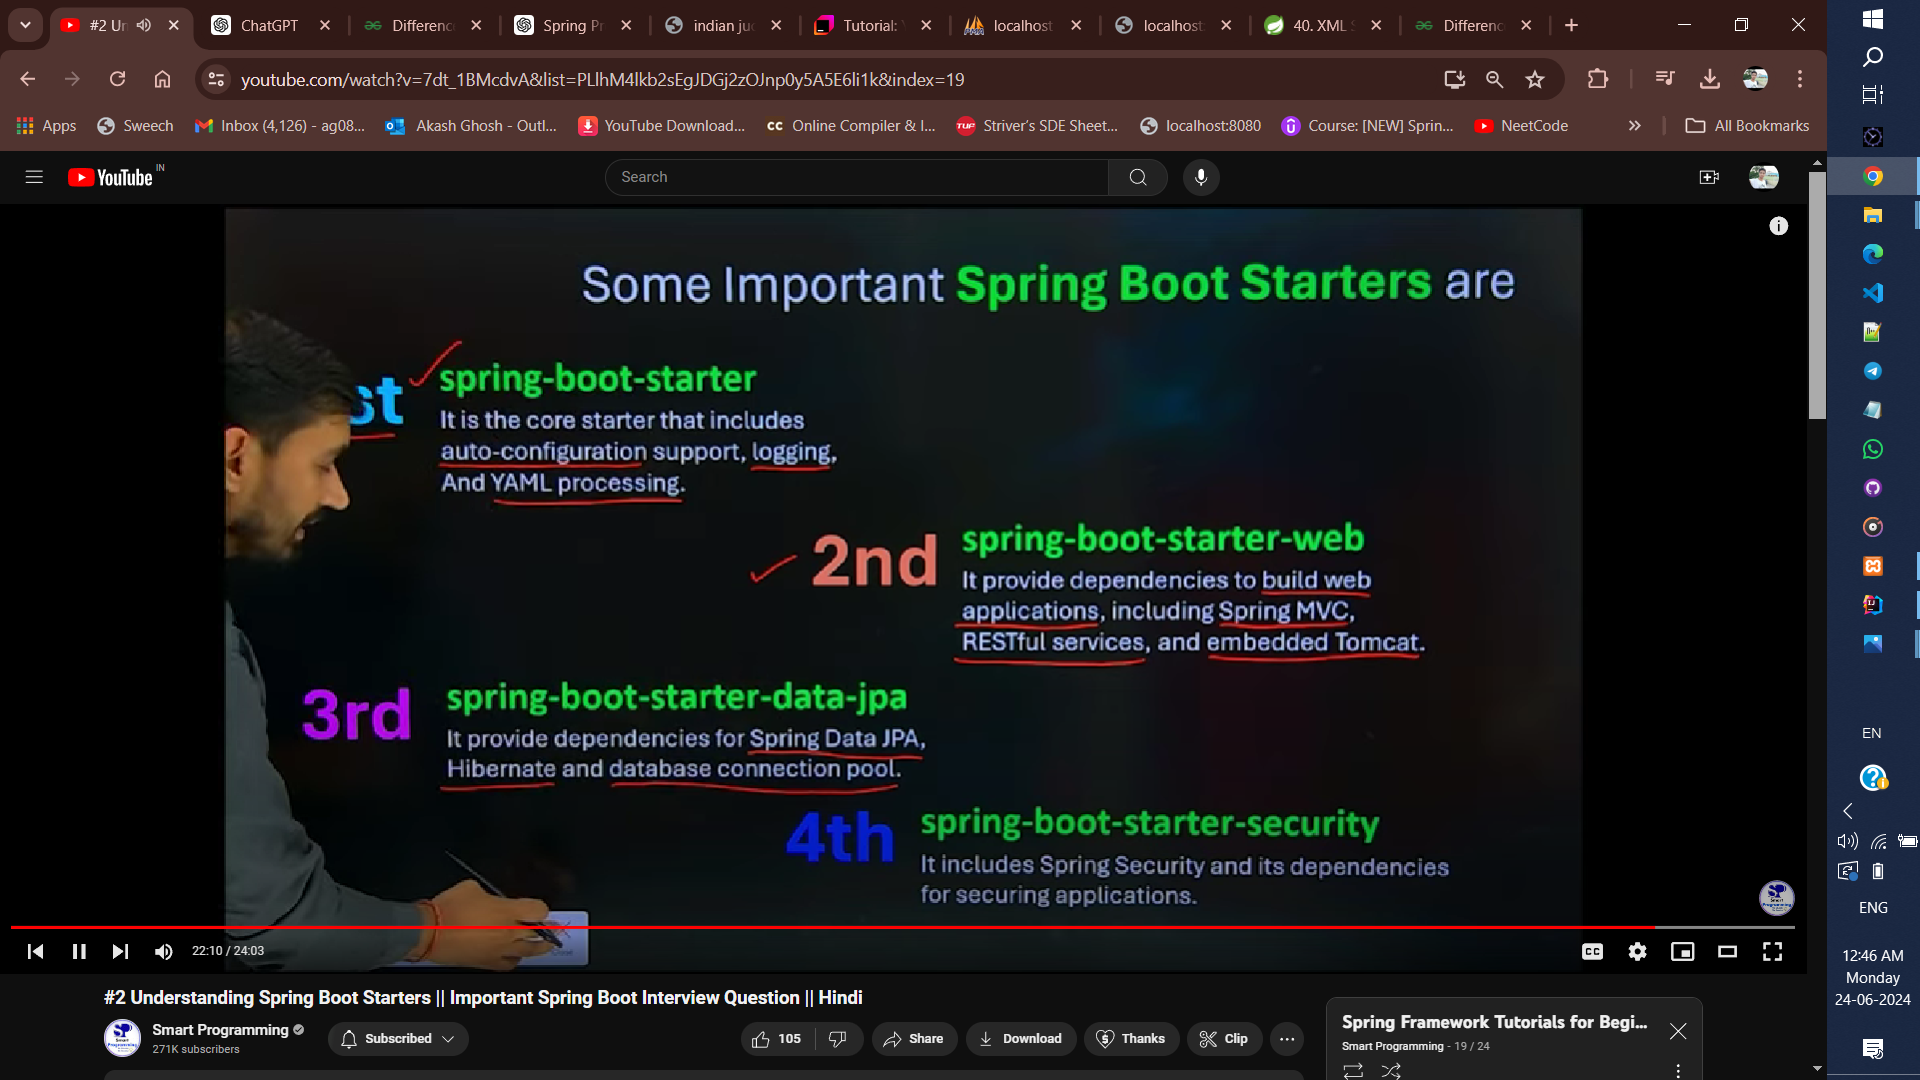 #2 Un
ChatGPT
Differenc
Spring Pr
indian ju
Tutorial:
localhost
localhost:
40. XML S
Differenc
youtube.com/watch?v=7dt_1BMcdvA&list=PLlhM4lkb2sEgJDGj2zOJnp0y5A5E6li1k&index=19
Apps
Sweech
Inbox (4,126) - ag08...
Akash Ghosh - Outl...
YouTube Download...
CC Online Compiler & I...
TUF Striver's SDE Sheet...
localhost:8080
Course: [NEW] Sprin...
NeetCode
All Bookmarks
YouTube IN
Search
Some Important Spring Boot Starters are
st
spring-boot-starter
It is the core starter that includes
auto-configuration support, logging,
And YAML processing.
2nd
spring-boot-starter-web
It provide dependencies to build web
applications, including Spring MVC,
RESTful services, and embedded Tomcat.
3rd
spring-boot-starter-data-jpa
It provide dependencies for Spring Data JPA,
Hibernate and database connection pool.
4th
spring-boot-starter-security
It includes Spring Security and its dependencies
for securing applications.
22:10 / 24:03
CC
#2 Understanding Spring Boot Starters || Important Spring Boot Interview Question || Hindi
Smart Programming
271K subscribers
Subscribed
105
Share
Download
Thanks
Clip
Spring Framework Tutorials for Begi...
Smart Programming - 19 / 24
EN
ENG
12:46 AM
Monday
24-06-2024